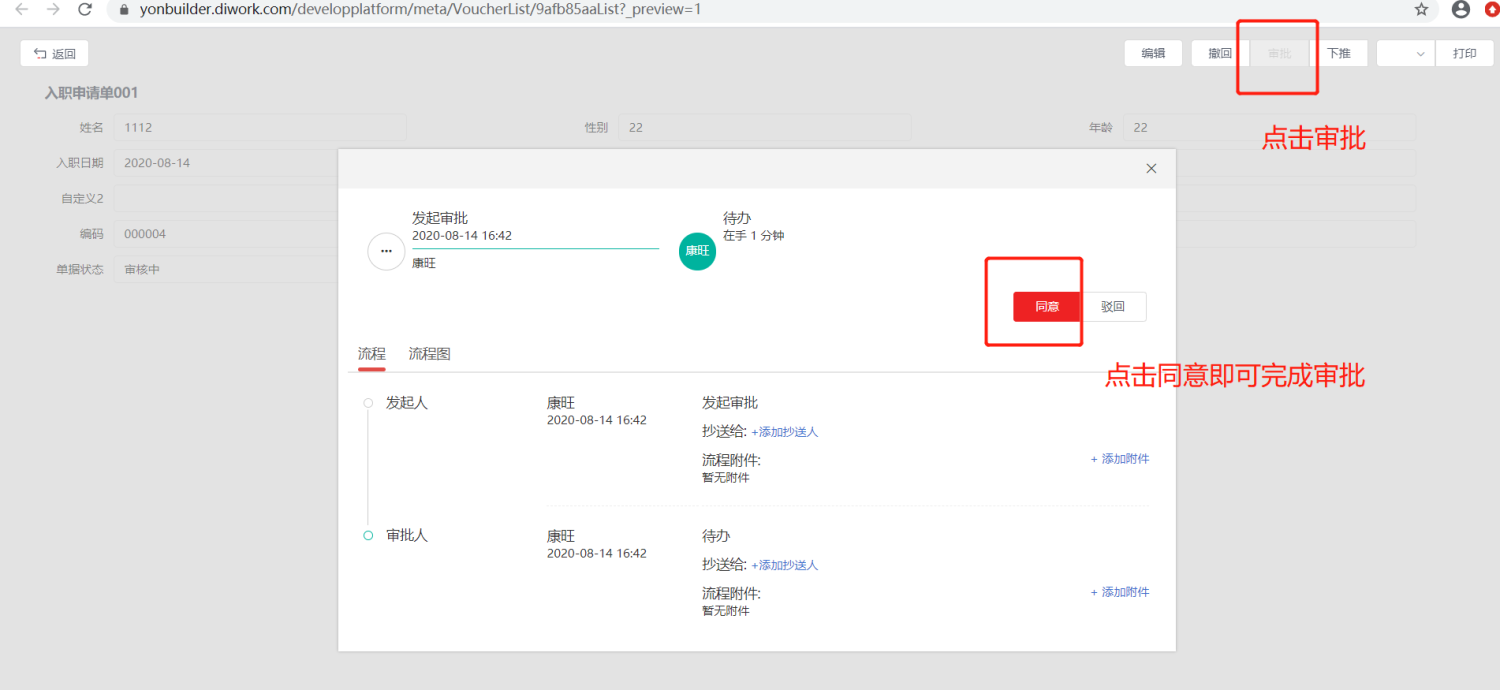 yonbuilder.diwork.com/developplatform/meta/VoucherList/9afb85aaList?_preview=1
返回
编辑
撤回
审批
下推
打印
入职申请单001
姓名 1112
性别 22
年龄 22
点击审批
入职日期 2020-08-14
自定义2
编码 000004
单据状态 审核中
发起审批
2020-08-14 16:42
康旺
康旺
待办
在手 1 分钟
同意
驳回
点击同意即可完成审批
流程 流程图
发起人 康旺 发起审批
2020-08-14 16:42
抄送给: +添加抄送人
流程附件: + 添加附件
暂无附件
审批人 康旺 待办
2020-08-14 16:42
抄送给: +添加抄送人
流程附件: + 添加附件
暂无附件